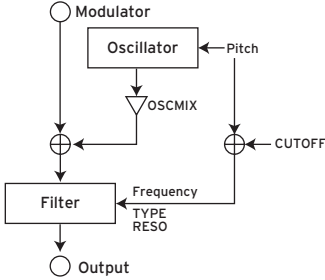 Modulator
Oscillator
Pitch
OSCMIX
CUTOFF
Frequency
Filter
TYPE
RESO
Output